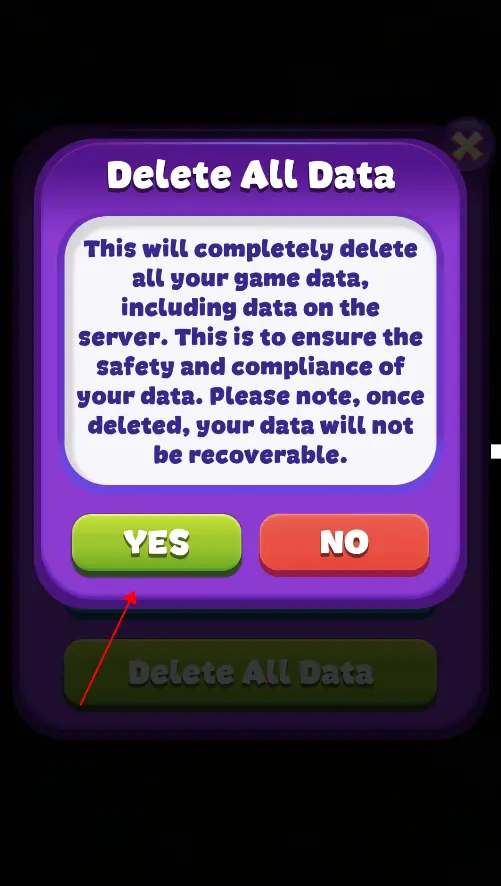 Delete All Data
This will completely delete
all your game data,
including data on the
server. This is to ensure the
safety and compliance of
your data. Please note, once
deleted, your data will not
be recoverable.
YES NO
Delete All Data